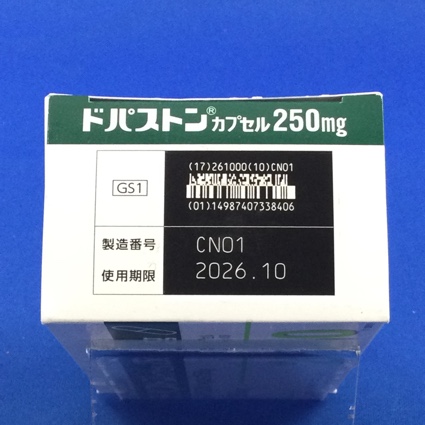 ドパストン®カプセル250mg
(17)261000(10)CN01
GS1
(01)14987407338406
製造番号 CN01
使用期限 2026.10